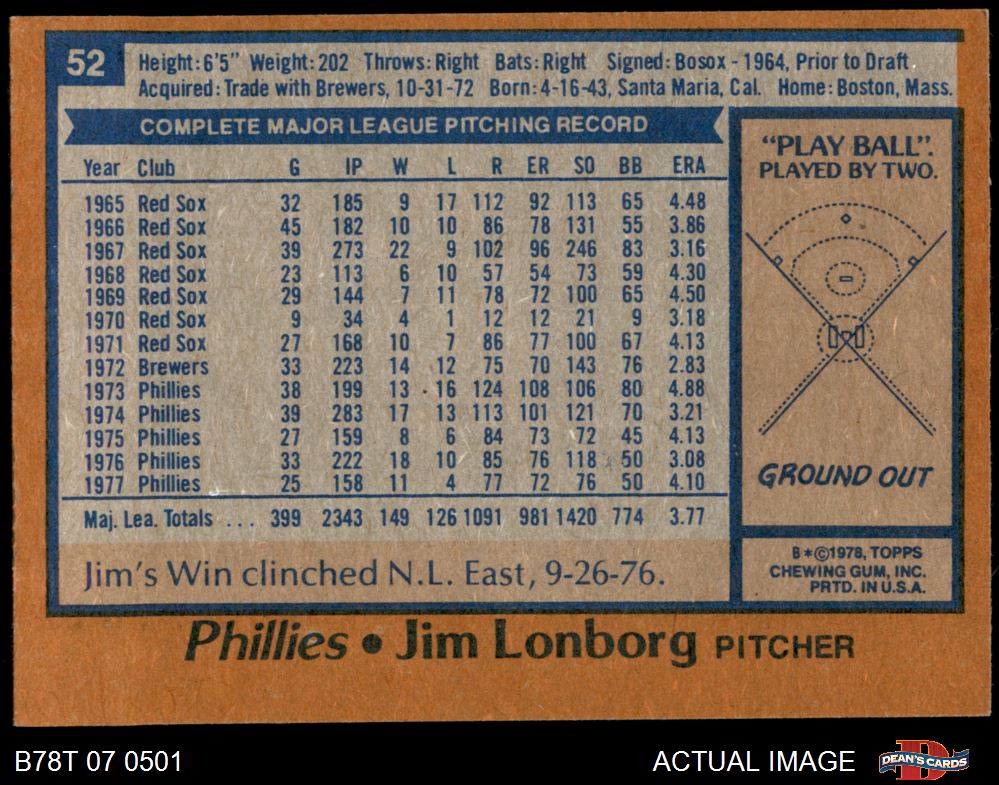 52
Height: 6'5" Weight: 202 Throws: Right Bats: Right Signed: Bosox - 1964, Prior to Draft
Acquired: Trade with Brewers, 10-31-72 Born: 4-16-43, Santa Maria, Cal. Home: Boston, Mass.
COMPLETE MAJOR LEAGUE PITCHING RECORD
Year Club G IP W L R ER SO BB ERA
1965 Red Sox 32 185 9 17 112 92 113 65 4.48
1966 Red Sox 45 182 10 10 86 78 131 55 3.86
1967 Red Sox 39 273 22 9 102 96 246 83 3.16
1968 Red Sox 23 113 6 10 57 54 73 59 4.30
1969 Red Sox 29 144 7 11 78 72 100 65 4.50
1970 Red Sox 9 34 4 1 12 12 21 9 3.18
1971 Red Sox 27 168 10 7 86 77 100 67 4.13
1972 Brewers 33 223 14 12 75 70 143 76 2.83
1973 Phillies 38 199 13 16 124 108 106 80 4.88
1974 Phillies 39 283 17 13 113 101 121 70 3.21
1975 Phillies 27 159 8 6 84 73 72 45 4.13
1976 Phillies 33 222 18 10 85 76 118 50 3.08
1977 Phillies 25 158 11 4 77 72 76 50 4.10
Maj. Lea. Totals ... 399 2343 149 126 1091 981 1420 774 3.77
Jim's Win clinched N.L. East, 9-26-76.
"PLAY BALL".
PLAYED BY TWO.
GROUND OUT
B*©1978, TOPPS
CHEWING GUM, INC.
PRTD. IN U.S.A.
Phillies • Jim Lonborg PITCHER
B78T 07 0501
ACTUAL IMAGE
DEAN'S CARDS